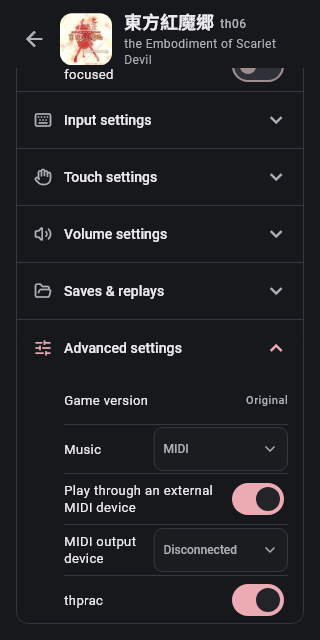 東方紅魔郷 th06
the Embodiment of Scarlet
Devil
focused
Input settings
Touch settings
Volume settings
Saves & replays
Advanced settings
Game version Original
Music MIDI
Play through an external
MIDI device
MIDI output
device Disconnected
thprac